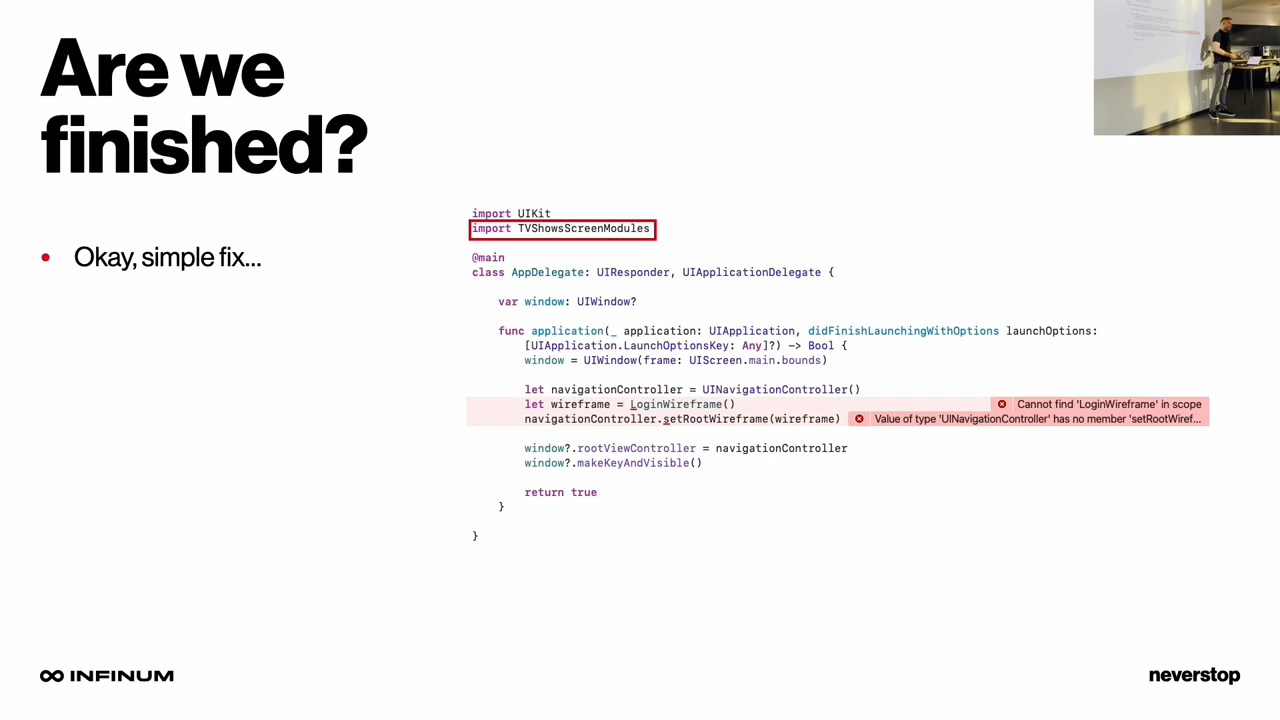 Are we
finished?
• Okay, simple fix...
import UIKit
import TVShowsScreenModules
@main
class AppDelegate: UIResponder, UIApplicationDelegate {
var window: UIWindow?
func application(_ application: UIApplication, didFinishLaunchingWithOptions launchOptions:
[UIApplication.LaunchOptionsKey: Any]?) -> Bool {
window = UIWindow(frame: UIScreen.main.bounds)
let navigationController = UINavigationController()
let wireframe = LoginWireframe() Cannot find 'LoginWireframe' in scope
navigationController.setRootWireframe(wireframe) Value of type 'UINavigationController' has no member 'setRootWiref...
window?.rootViewController = navigationController
window?.makeKeyAndVisible()
return true
}
}
INFINUM
neverstop